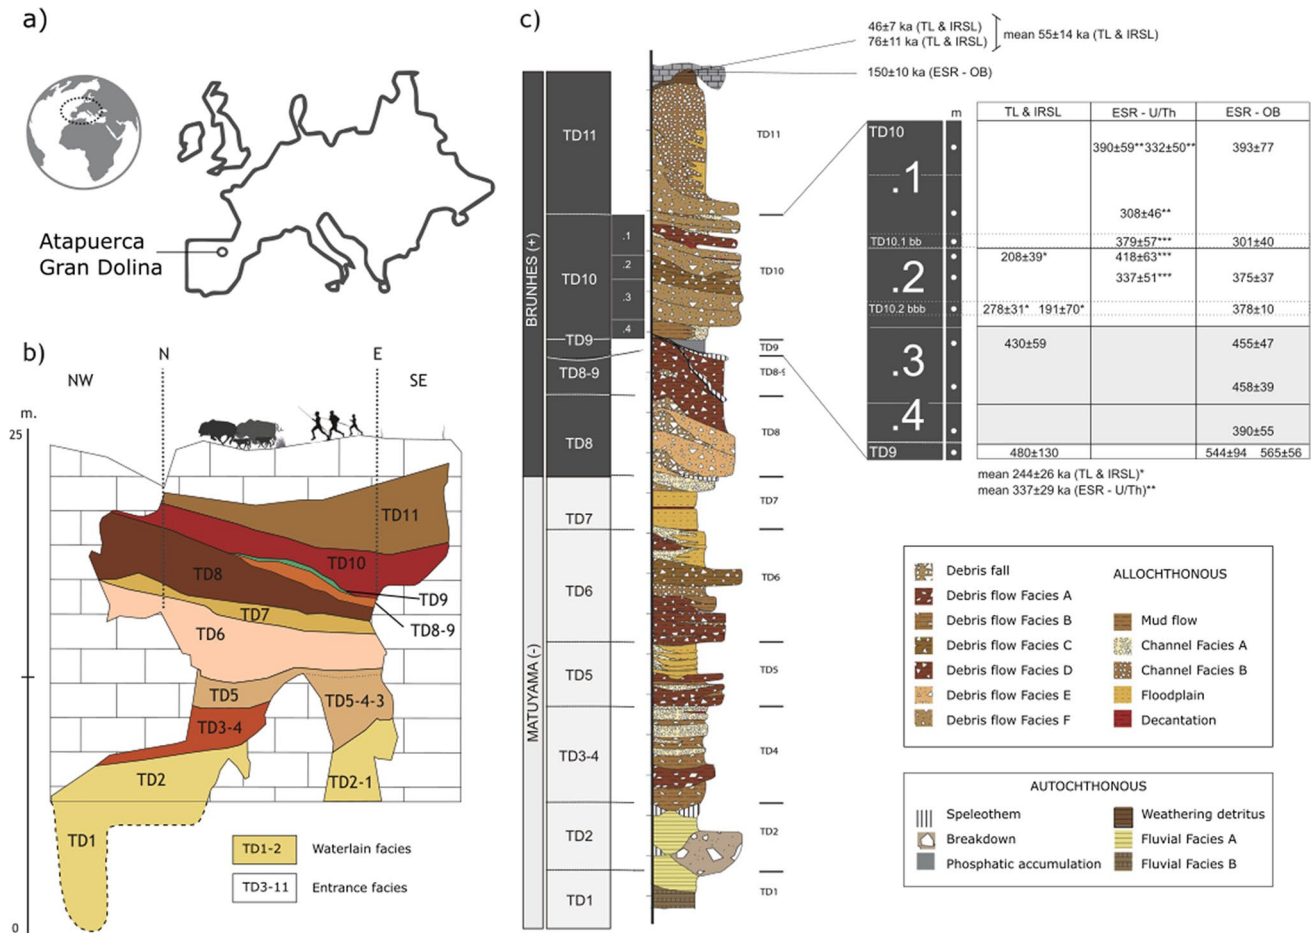 a)
Atapuerca
Gran Dolina
b)
N
E
NW
SE
m.
25
0
TD11
TD10
TD8
TD9
TD7
TD8-9
TD6
TD5
TD5-4-3
TD3-4
TD2
TD2-1
TD1
TD1-2 Waterlain facies
TD3-11 Entrance facies
c)
46±7 ka (TL & IRSL)
76±11 ka (TL & IRSL)
mean 55±14 ka (TL & IRSL)
150±10 ka (ESR - OB)
BRUNHES (+)
MATUYAMA (-)
TD11
TD10
.1
.2
.3
.4
TD9
TD8-9
TD8
TD7
TD6
TD5
TD3-4
TD2
TD1
TD11
TD10
TD9
TD8-9
TD8
TD7
TD6
TD5
TD4
TD2
TD1
m TL & IRSL ESR - U/Th ESR - OB
TD10
.1
390±59**332±50** 393±77
308±46**
TD10.1 bb 379±57*** 301±40
208±39* 418±63***
.2
337±51*** 375±37
TD10.2 bbb 278±31* 191±70* 378±10
430±59 455±47
.3
458±39
.4
390±55
TD9 480±130 544±94 565±56
mean 244±26 ka (TL & IRSL)*
mean 337±29 ka (ESR - U/Th)**
Debris fall
Debris flow Facies A
Debris flow Facies B
Debris flow Facies C
Debris flow Facies D
Debris flow Facies E
Debris flow Facies F
ALLOCHTHONOUS
Mud flow
Channel Facies A
Channel Facies B
Floodplain
Decantation
AUTOCHTHONOUS
Speleothem
Breakdown
Phosphatic accumulation
Weathering detritus
Fluvial Facies A
Fluvial Facies B